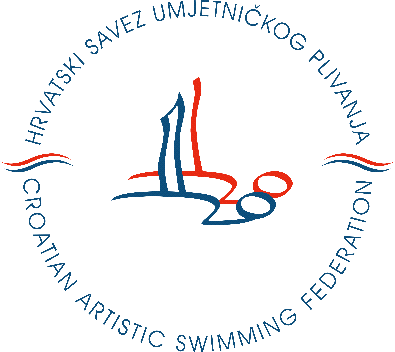 HRVATSKI SAVEZ UMJETNIČKOG PLIVANJA
CROATIAN ARTISTIC SWIMMING FEDERATION